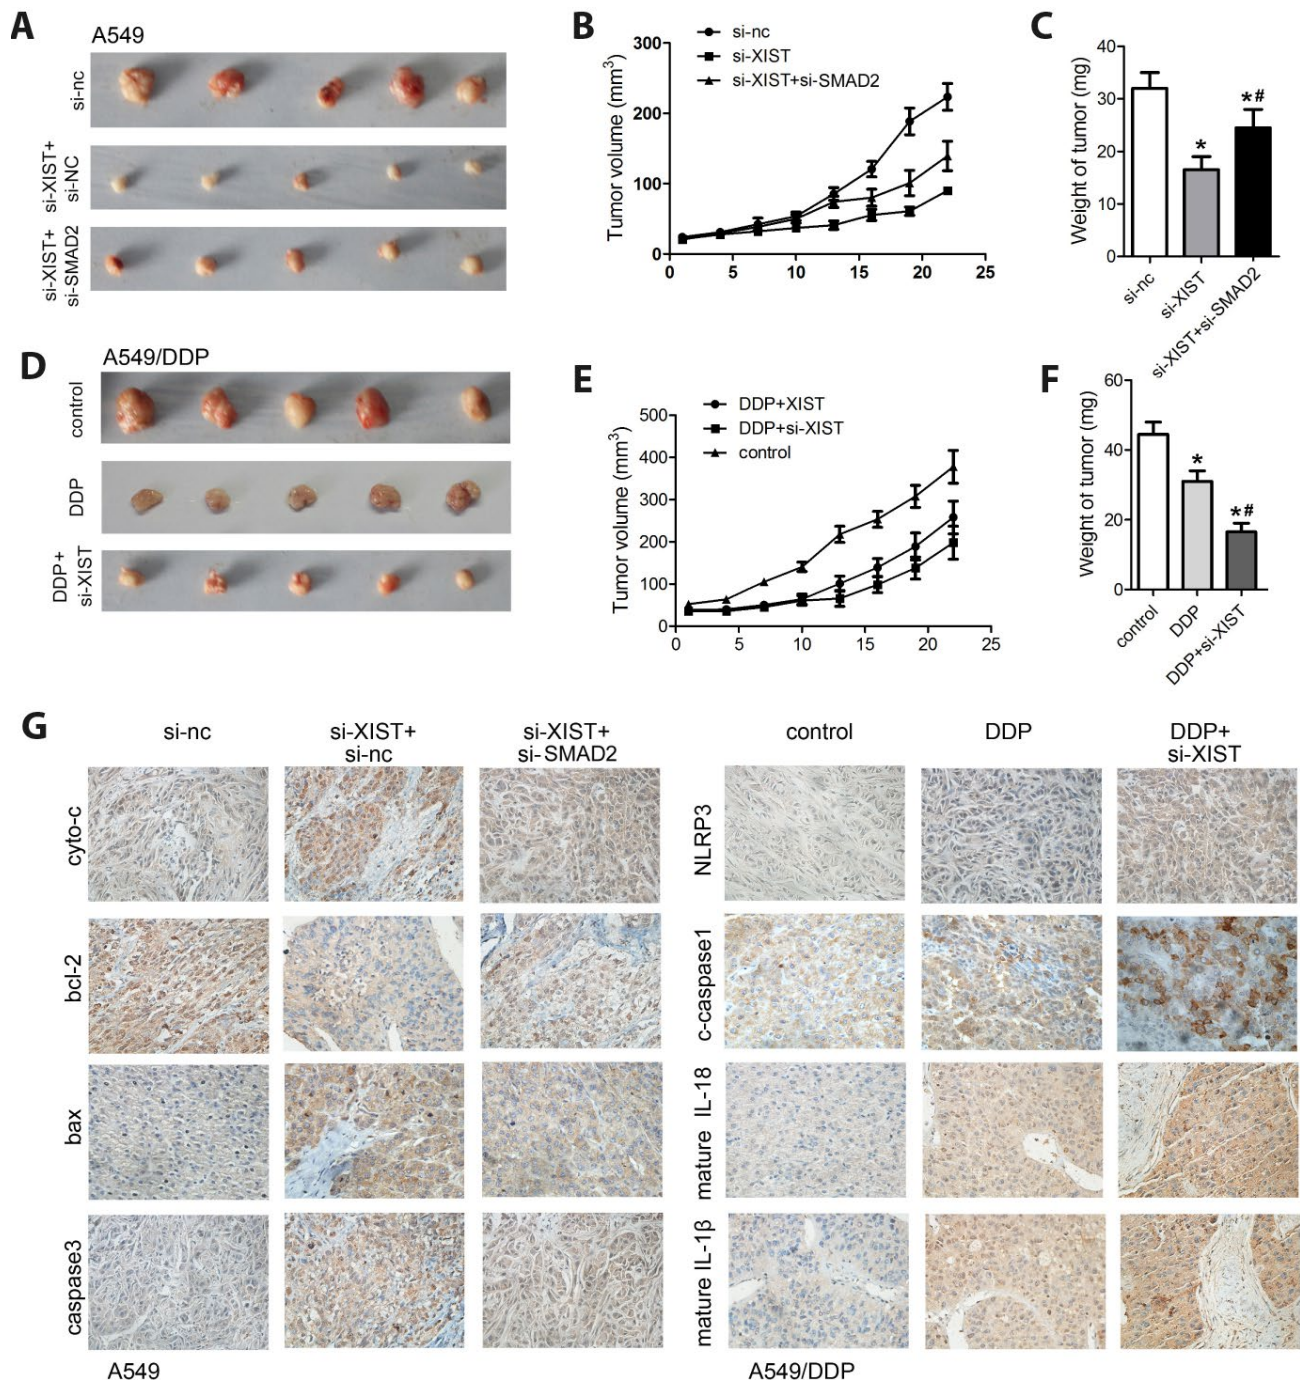 A
A549
si-nc
si-XIST+
si-NC
si-XIST+
si-SMAD2
B
si-nc
si-XIST
si-XIST+si-SMAD2
Tumor volume (mm³)
300
200
100
0
0
5
10
15
20
25
C
Weight of tumor (mg)
40
30
20
10
0
*
*#
si-nc
si-XIST
si-XIST+si-SMAD2
D
A549/DDP
control
DDP
DDP+
si-XIST
E
DDP+XIST
DDP+si-XIST
control
Tumor volume (mm³)
500
400
300
200
100
0
0
5
10
15
20
25
F
Weight of tumor (mg)
60
40
20
0
*
*#
control
DDP
DDP+si-XIST
G
si-nc
si-XIST+
si-nc
si-XIST+
si-SMAD2
cyto-c
bcl-2
bax
caspase3
A549
control
DDP
DDP+
si-XIST
NLRP3
c-caspase1
mature IL-18
mature IL-1β
A549/DDP